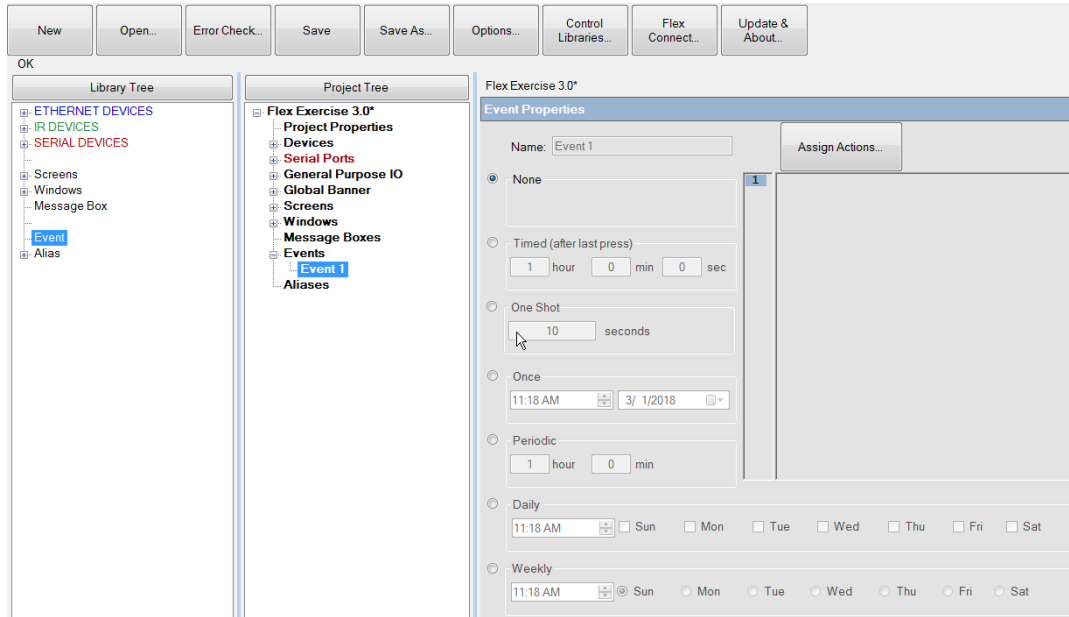 New Open... Error Check... Save Save As... Options... Control Libraries... Flex Connect... Update & About...
OK
Library Tree
ETHERNET DEVICES
IR DEVICES
SERIAL DEVICES
Screens
Windows
Message Box
Event
Alias
Project Tree
Flex Exercise 3.0*
Project Properties
Devices
Serial Ports
General Purpose IO
Global Banner
Screens
Windows
Message Boxes
Events
Event 1
Aliases
Flex Exercise 3.0*
Event Properties
Name: Event 1 Assign Actions...
None
1
Timed (after last press)
1 hour 0 min 0 sec
One Shot
10 seconds
Once
11:18 AM 3/ 1/2018
Periodic
1 hour 0 min
Daily
11:18 AM Sun Mon Tue Wed Thu Fri Sat
Weekly
11:18 AM Sun Mon Tue Wed Thu Fri Sat